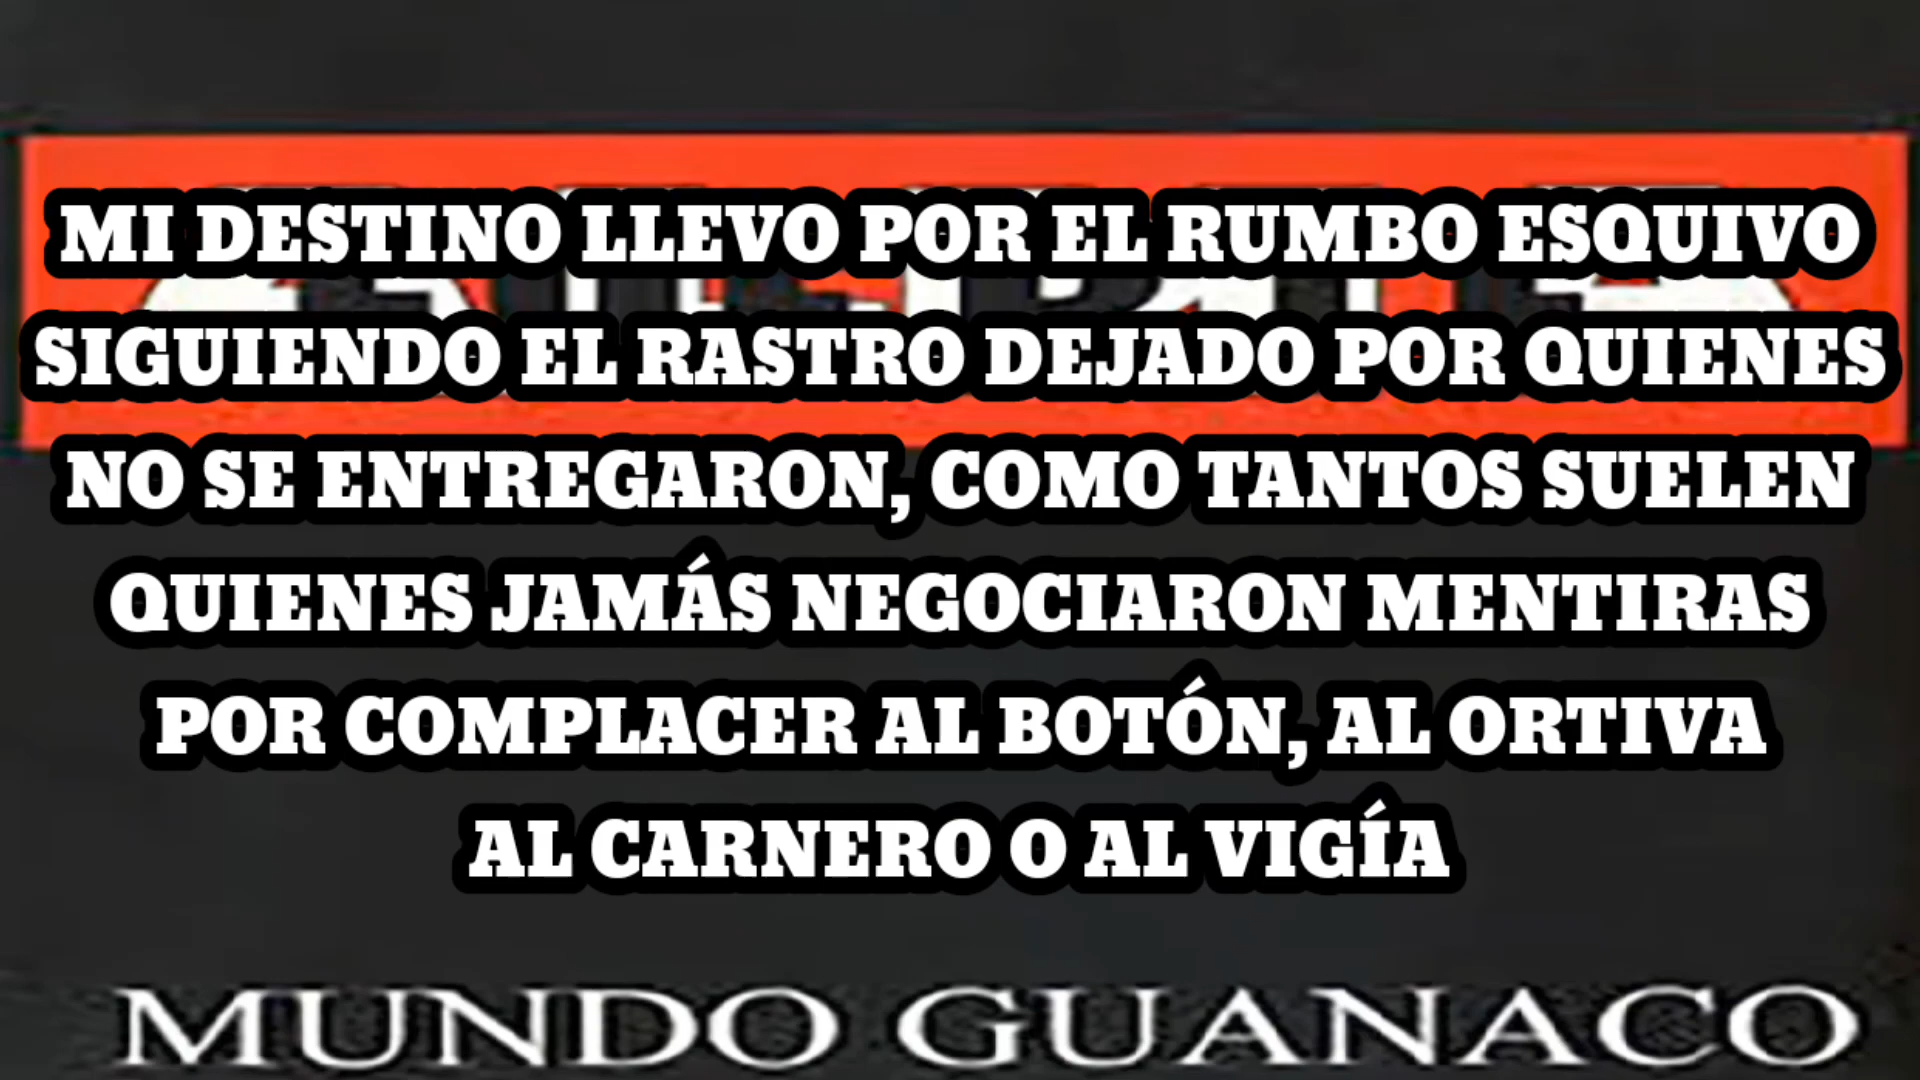 MI DESTINO LLEVO POR EL RUMBO ESQUIVO
SIGUIENDO EL RASTRO DEJADO POR QUIENES
NO SE ENTREGARON, COMO TANTOS SUELEN
QUIENES JAMÁS NEGOCIARON MENTIRAS
POR COMPLACER AL BOTÓN, AL ORTIVA
AL CARNERO O AL VIGÍA
MUNDO GUANACO